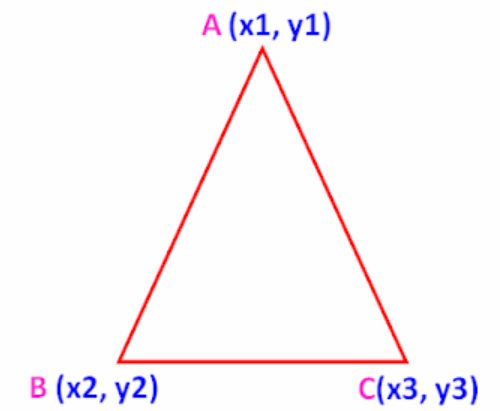 A (x1, y1)
B (x2, y2)
C(x3, y3)